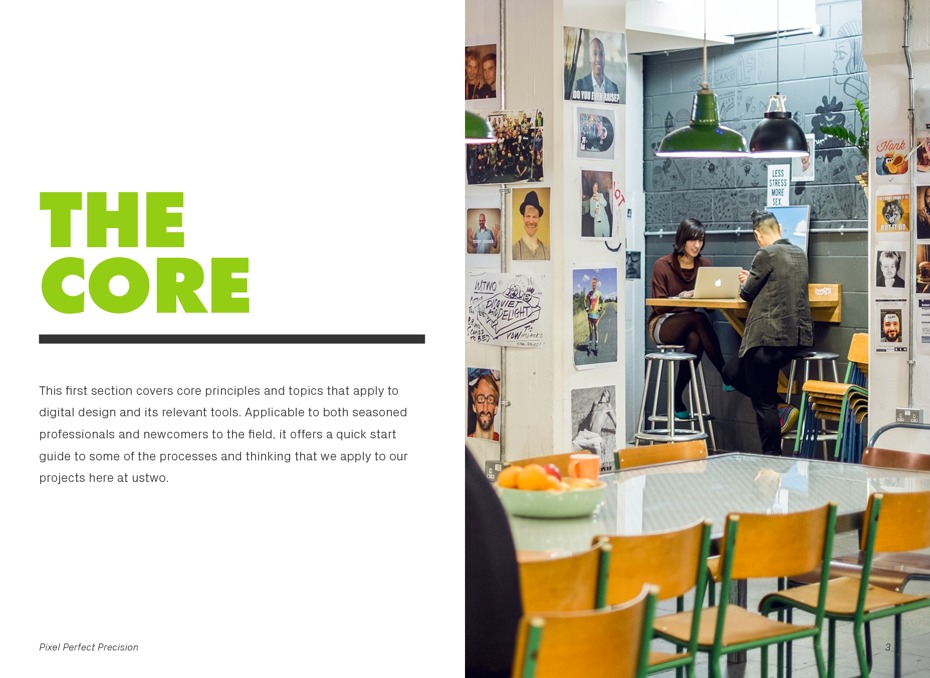 THE
CORE
This first section covers core principles and topics that apply to
digital design and its relevant tools. Applicable to both seasoned
professionals and newcomers to the field, it offers a quick start
guide to some of the processes and thinking that we apply to our
projects here at ustwo.
Pixel Perfect Precision
DO YOU EVEN RAISE?
LESS
STRESS
MORE
SEX
Honk
3